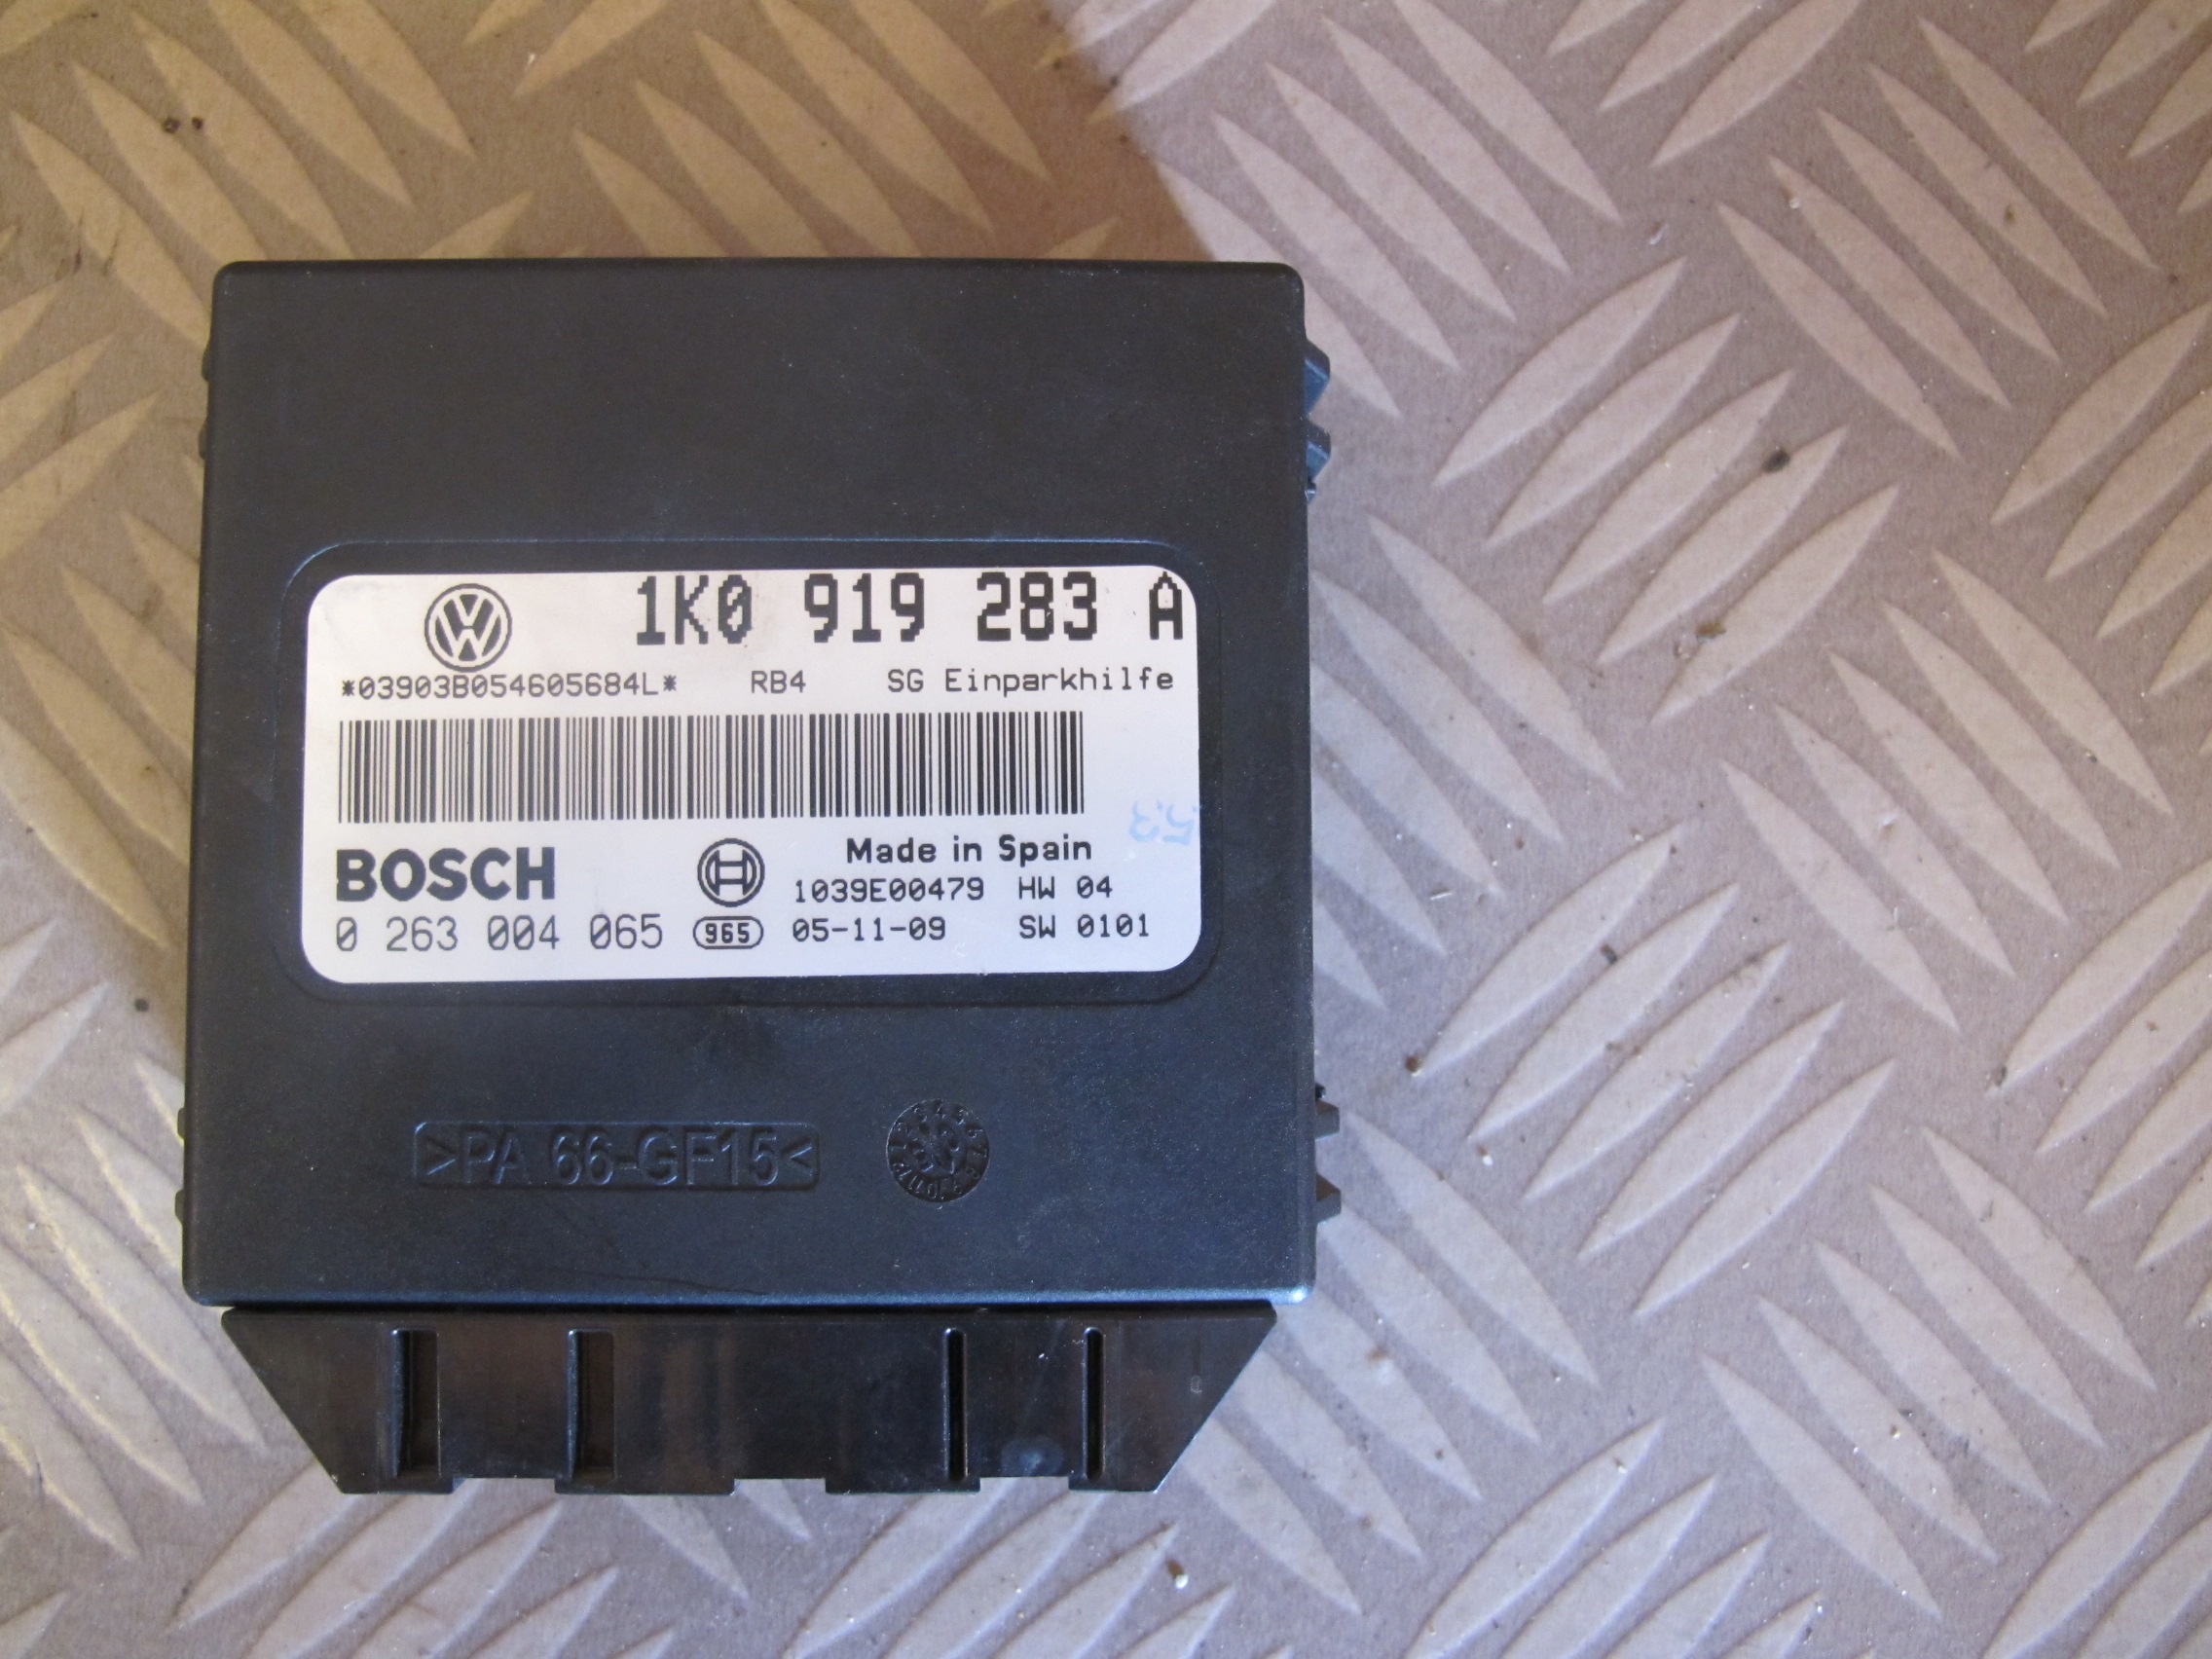 1K0 919 283 A
*03903B054605684L* RB4 SG Einparkhilfe
Made in Spain
BOSCH 1039E00479 HW 04
0 263 004 065 965 05-11-09 SW 0101
53
>PA 66-GF15<